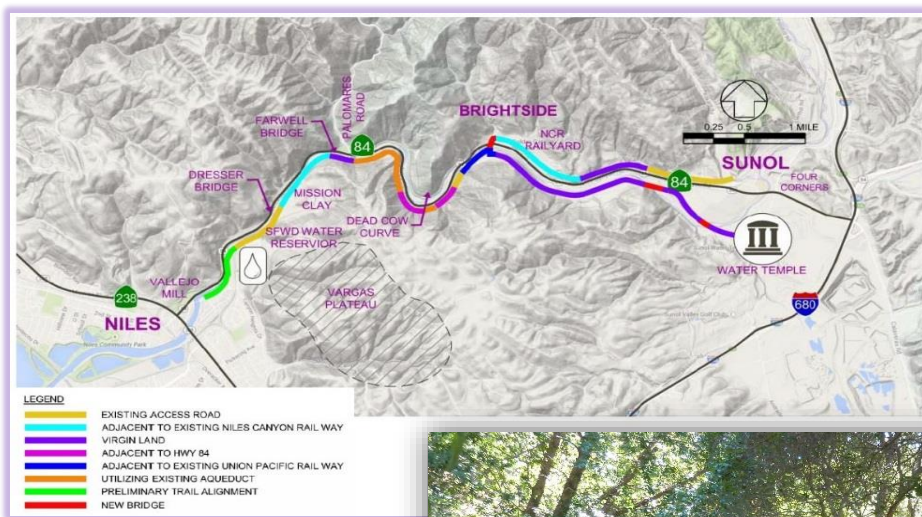 BRIGHTSIDE
PALOMARES
ROAD
FARWELL
BRIDGE
84
NCR
RAILYARD
0.25 0.5 1 MILE
SUNOL
DRESSER
BRIDGE
MISSION
CLAY
84
FOUR
CORNERS
DEAD COW
CURVE
SFWD WATER
RESERVIOR
WATER TEMPLE
VALLEJO
MILL
VARGAS
PLATEAU
238
NILES
680
LEGEND
EXISTING ACCESS ROAD
ADJACENT TO EXISTING NILES CANYON RAIL WAY
VIRGIN LAND
ADJACENT TO HWY 84
ADJACENT TO EXISTING UNION PACIFIC RAIL WAY
UTILIZING EXISTING AQUEDUCT
PRELIMINARY TRAIL ALIGNMENT
NEW BRIDGE